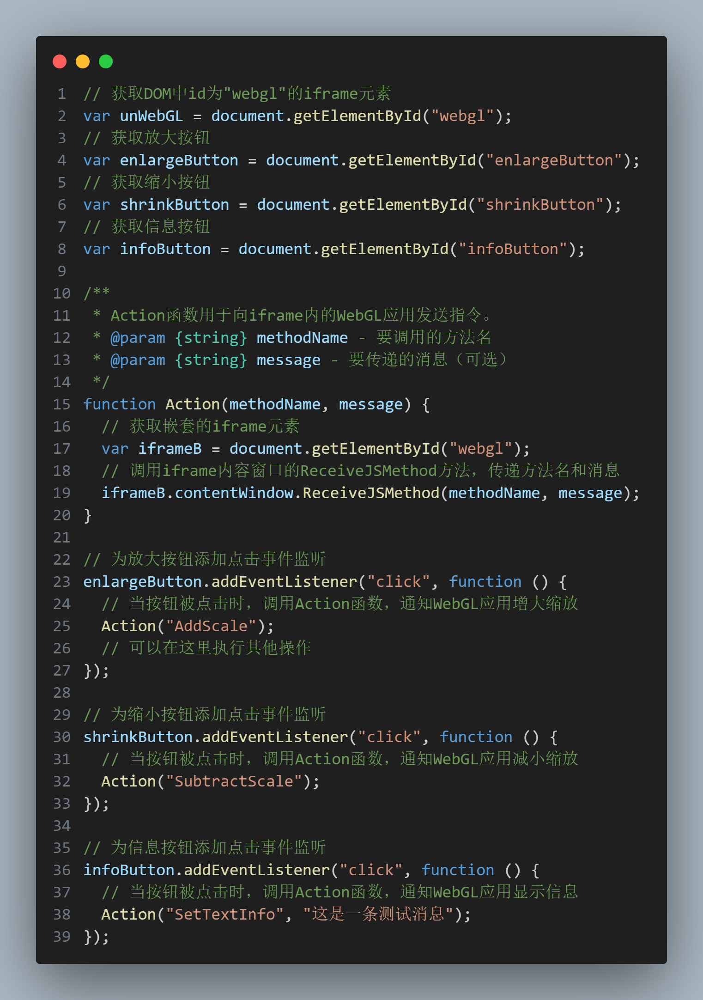 1 // 获取DOM中id为"webgl"的iframe元素
2 var unWebGL = document.getElementById("webgl");
3 // 获取放大按钮
4 var enlargeButton = document.getElementById("enlargeButton");
5 // 获取缩小按钮
6 var shrinkButton = document.getElementById("shrinkButton");
7 // 获取信息按钮
8 var infoButton = document.getElementById("infoButton");
9
10 /**
11  * Action函数用于向iframe内的WebGL应用发送指令。
12  * @param {string} methodName - 要调用的方法名
13  * @param {string} message - 要传递的消息（可选）
14  */
15 function Action(methodName, message) {
16   // 获取嵌套的iframe元素
17   var iframeB = document.getElementById("webgl");
18   // 调用iframe内容窗口的ReceiveJSMethod方法，传递方法名和消息
19   iframeB.contentWindow.ReceiveJSMethod(methodName, message);
20 }
21
22 // 为放大按钮添加点击事件监听
23 enlargeButton.addEventListener("click", function () {
24   // 当按钮被点击时，调用Action函数，通知WebGL应用增大缩放
25   Action("AddScale");
26   // 可以在这里执行其他操作
27 });
28
29 // 为缩小按钮添加点击事件监听
30 shrinkButton.addEventListener("click", function () {
31   // 当按钮被点击时，调用Action函数，通知WebGL应用减小缩放
32   Action("SubtractScale");
33 });
34
35 // 为信息按钮添加点击事件监听
36 infoButton.addEventListener("click", function () {
37   // 当按钮被点击时，调用Action函数，通知WebGL应用显示信息
38   Action("SetTextInfo", "这是一条测试消息");
39 });